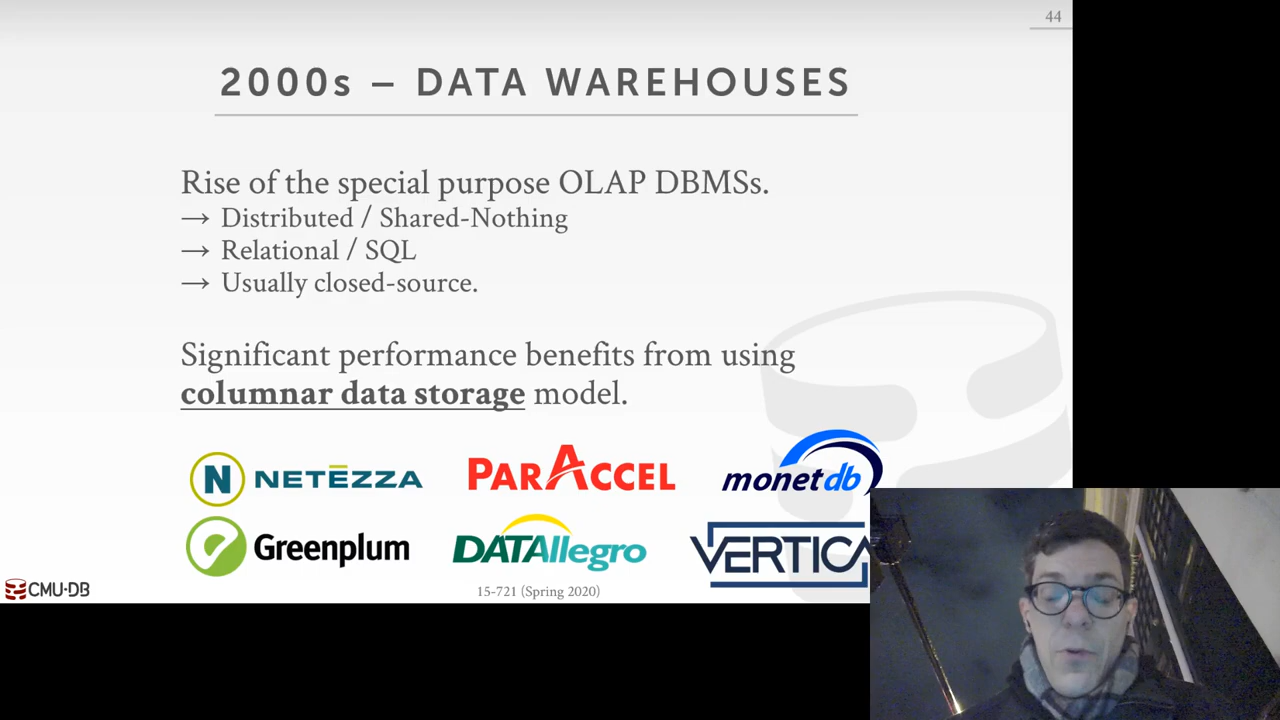 44
2000s – DATA WAREHOUSES
Rise of the special purpose OLAP DBMSs.
→ Distributed / Shared-Nothing
→ Relational / SQL
→ Usually closed-source.
Significant performance benefits from using
columnar data storage model.
NETEZZA
PARACCEL
monetdb
Greenplum
DATAllegro
VERTICA
CMU·DB
15-721 (Spring 2020)